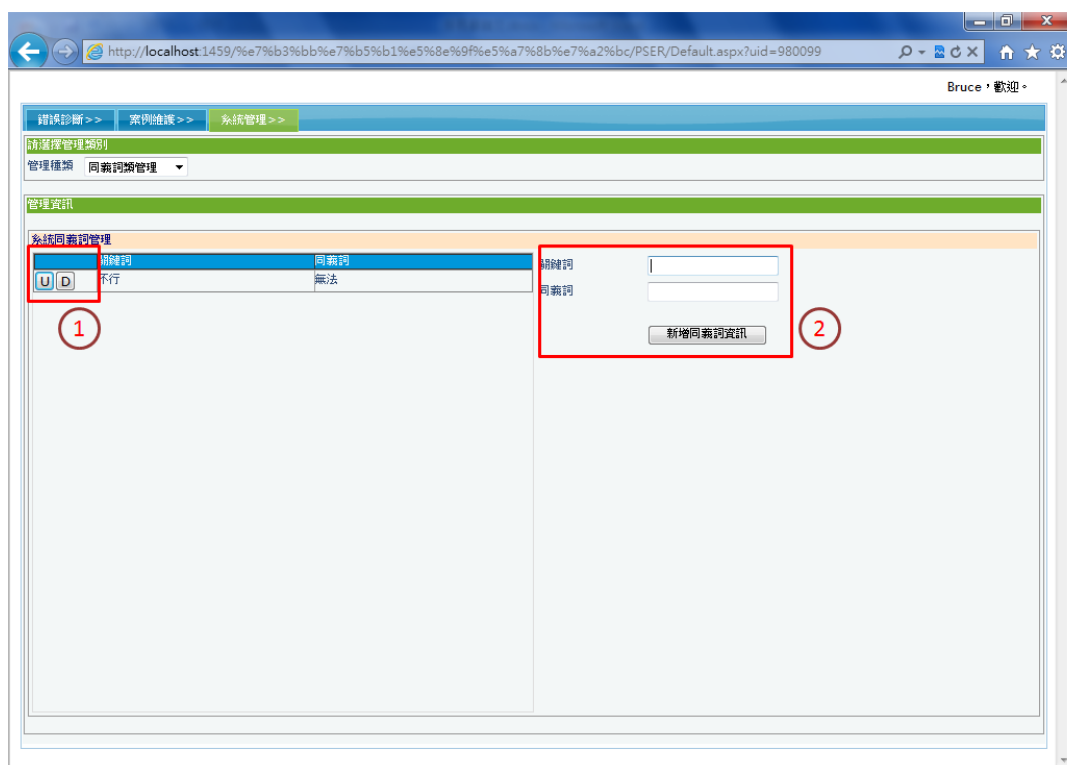 http://localhost:1459/%e7%b3%bb%e7%b5%b1%e5%8e%9f%e5%a7%8b%e7%a2%bc/PSER/Default.aspx?uid=980099
Bruce，歡迎。
錯誤診斷>> 案例維護>> 系統管理>>
請選擇管理類別
管理種類 同義詞類管理
管理資訊
系統同義詞管理
關鍵詞 同義詞
U D 不行 無法
關鍵詞
同義詞
新增同義詞資訊
1
2